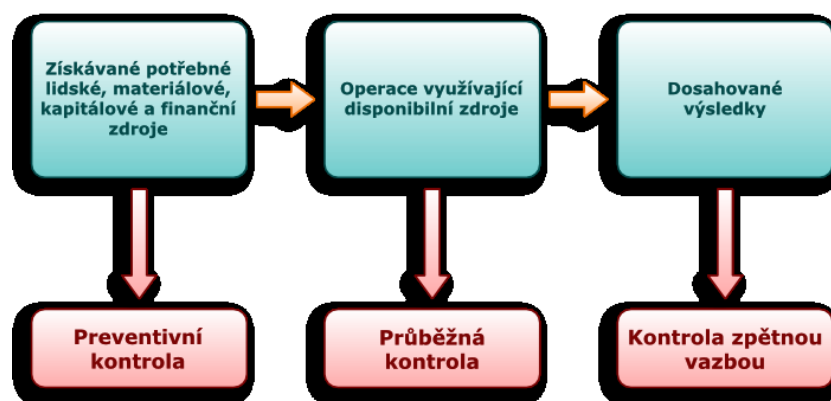 Získávané potřebné
lidské, materiálové,
kapitálové a finanční
zdroje
Operace využívající
disponibilní zdroje
Dosahované
výsledky
Preventivní
kontrola
Průběžná
kontrola
Kontrola zpětnou
vazbou